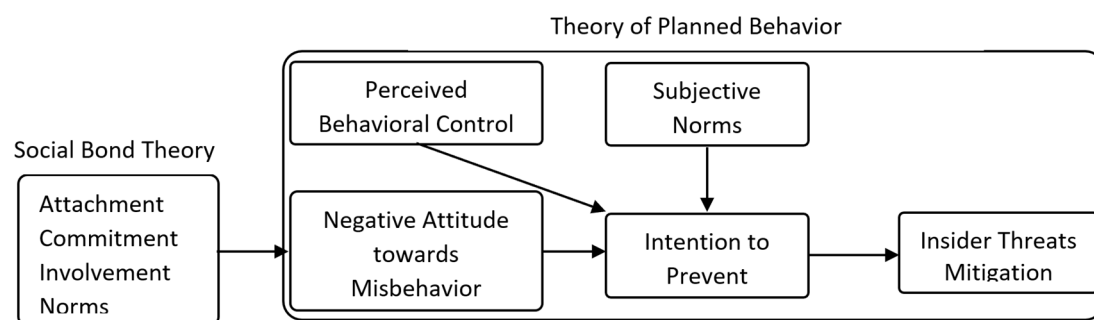 Theory of Planned Behavior
Perceived
Behavioral Control
Subjective
Norms
Social Bond Theory
Attachment
Commitment
Involvement
Norms
Negative Attitude
towards
Misbehavior
Intention to
Prevent
Insider Threats
Mitigation